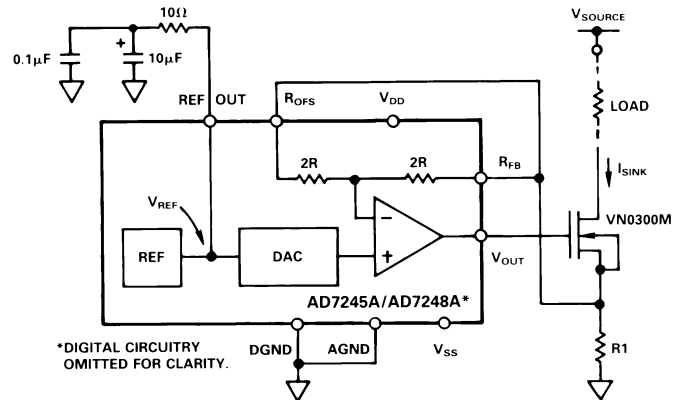 10Ω
V_SOURCE
0.1µF
+
10µF
REF OUT
R_OFS
V_DD
LOAD
2R
2R
R_FB
I_SINK
V_REF
VN0300M
REF
DAC
−
+
V_OUT
AD7245A/AD7248A*
*DIGITAL CIRCUITRY
OMITTED FOR CLARITY.
DGND
AGND
V_SS
R1